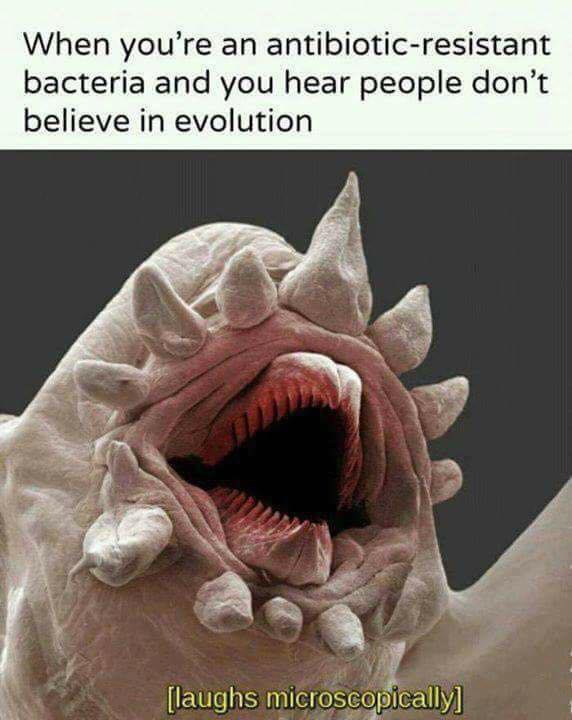 When you're an antibiotic-resistant
bacteria and you hear people don't
believe in evolution
[laughs microscopically]